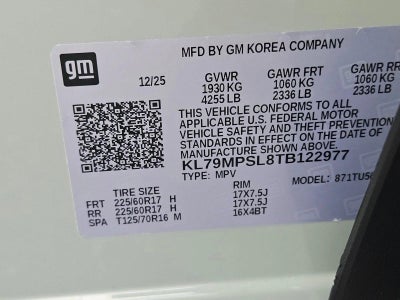 gm
MFD BY GM KOREA COMPANY
12/25 GVWR GAWR FRT GAWR RR
1930 KG 1060 KG 1060 KG
4255 LB 2336 LB 2336 LB
THIS VEHICLE CONFORMS TO ALL
APPLICABLE U.S. FEDERAL MOTOR
VEHICLE SAFETY AND THEFT PREVENTION
STANDARDS IN EFFECT ON THE DATE OF
MANUFACTURE SHOWN ABOVE.
KL79MPSL8TB122977
TYPE: MPV MODEL:
TIRE SIZE RIM
FRT 225/60R17 H 17X7.5J
RR 225/60R17 H 17X7.5J
SPA T125/70R16 M 16X4BT